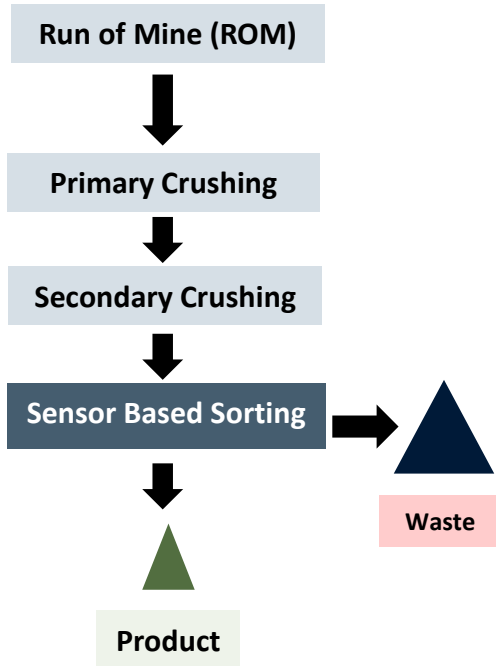 Run of Mine (ROM)
Primary Crushing
Secondary Crushing
Sensor Based Sorting
Waste
Product